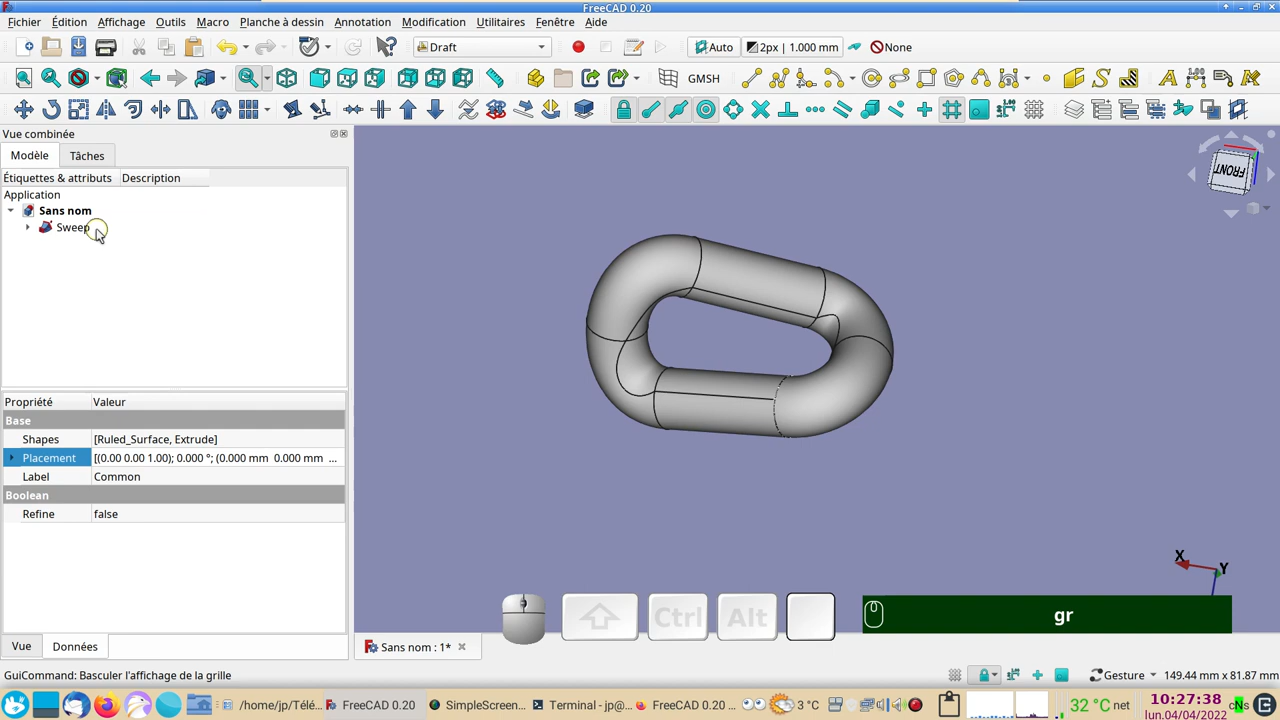 FreeCAD 0.20
Fichier Édition Affichage Outils Macro Planche à dessin Annotation Modification Utilitaires Fenêtre Aide
Draft Auto 2px | 1.000 mm None
GMSH
Vue combinée
Modèle Tâches
Étiquettes & attributs Description
Application
Sans nom
Sweep
FRONT
Propriété Valeur
Base
Shapes [Ruled_Surface, Extrude]
Placement [(0.00 0.00 1.00); 0.000 °; (0.000 mm 0.000 mm ...
Label Common
Boolean
Refine false
X
Y
Ctrl Alt gr
Vue Données
Sans nom : 1*
GuiCommand: Basculer l'affichage de la grille
Gesture 149.44 mm x 81.87 mm
/home/jp/Télé... FreeCAD 0.20 SimpleScreen... Terminal - jp@... FreeCAD 0.20 ... 3 °C 32 °C net 10:27:38 cNs
lun.04/04/2022